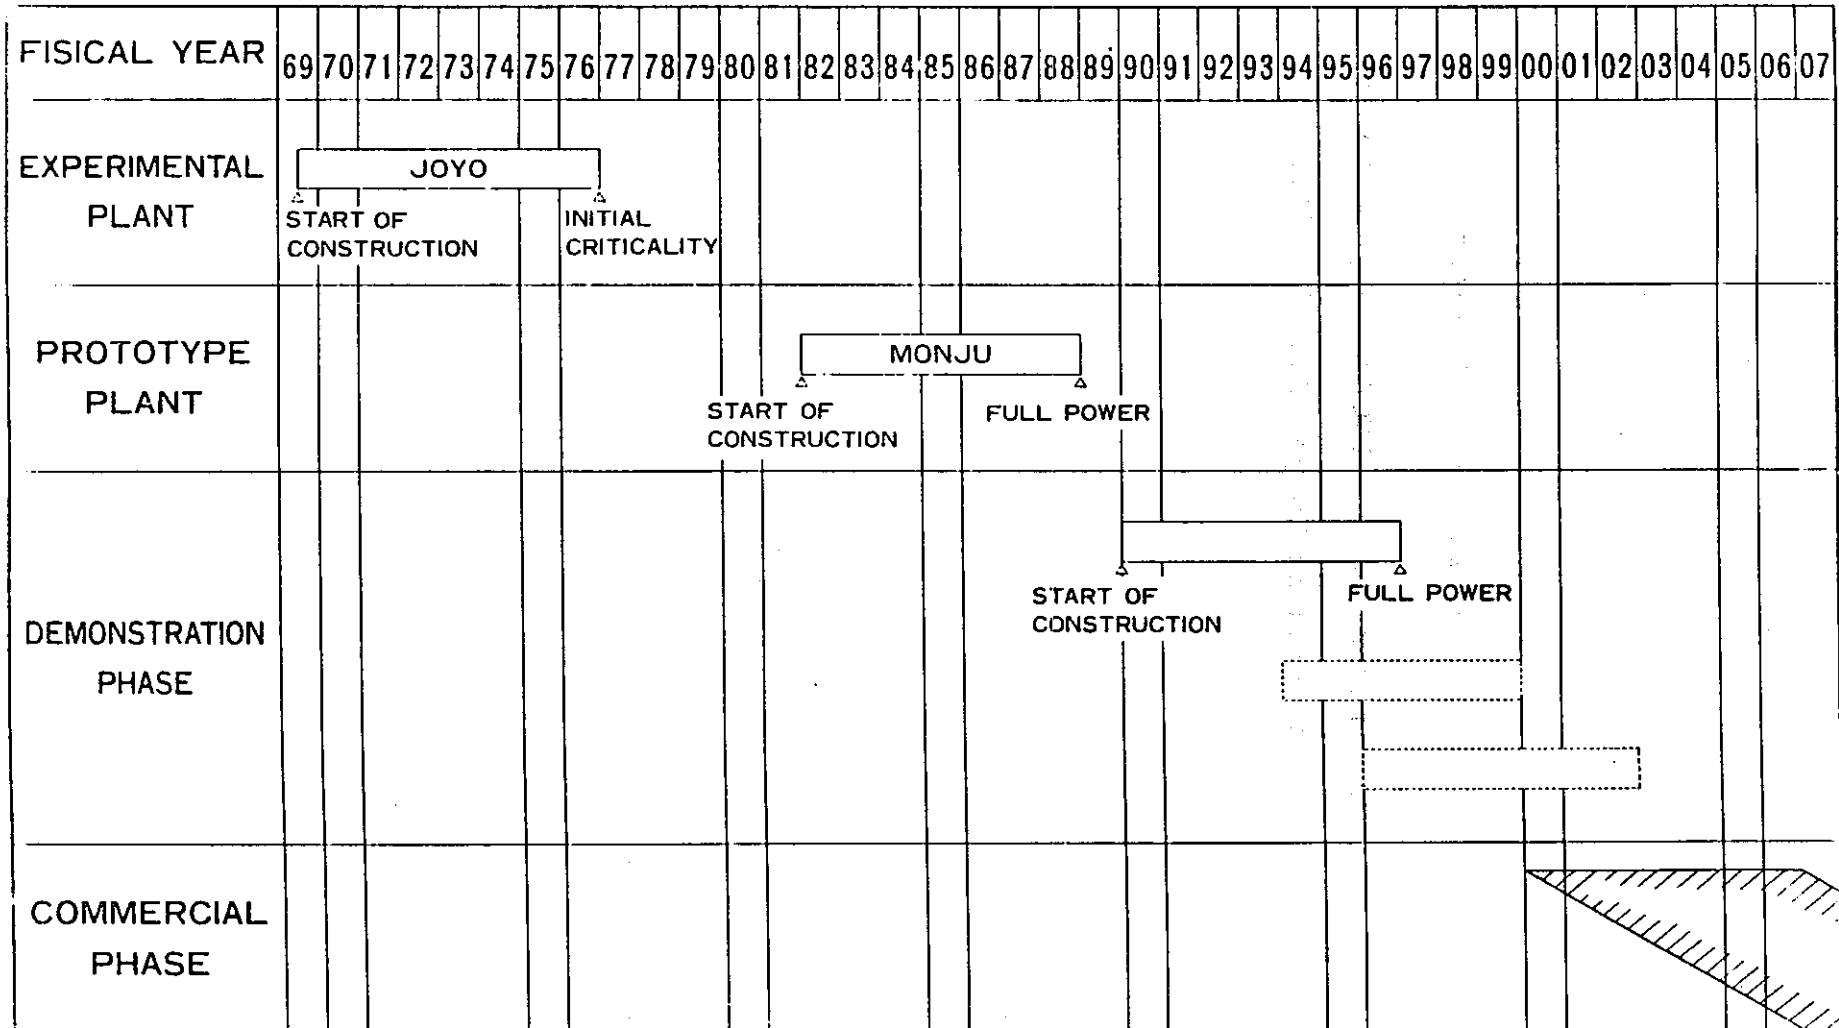 FISICAL YEAR 69 70 71 72 73 74 75 76 77 78 79 80 81 82 83 84 85 86 87 88 89 90 91 92 93 94 95 96 97 98 99 00 01 02 03 04 05 06 07
EXPERIMENTAL
PLANT
JOYO
START OF
CONSTRUCTION
INITIAL
CRITICALITY
PROTOTYPE
PLANT
MONJU
START OF
CONSTRUCTION
FULL POWER
DEMONSTRATION
PHASE
START OF
CONSTRUCTION
FULL POWER
COMMERCIAL
PHASE